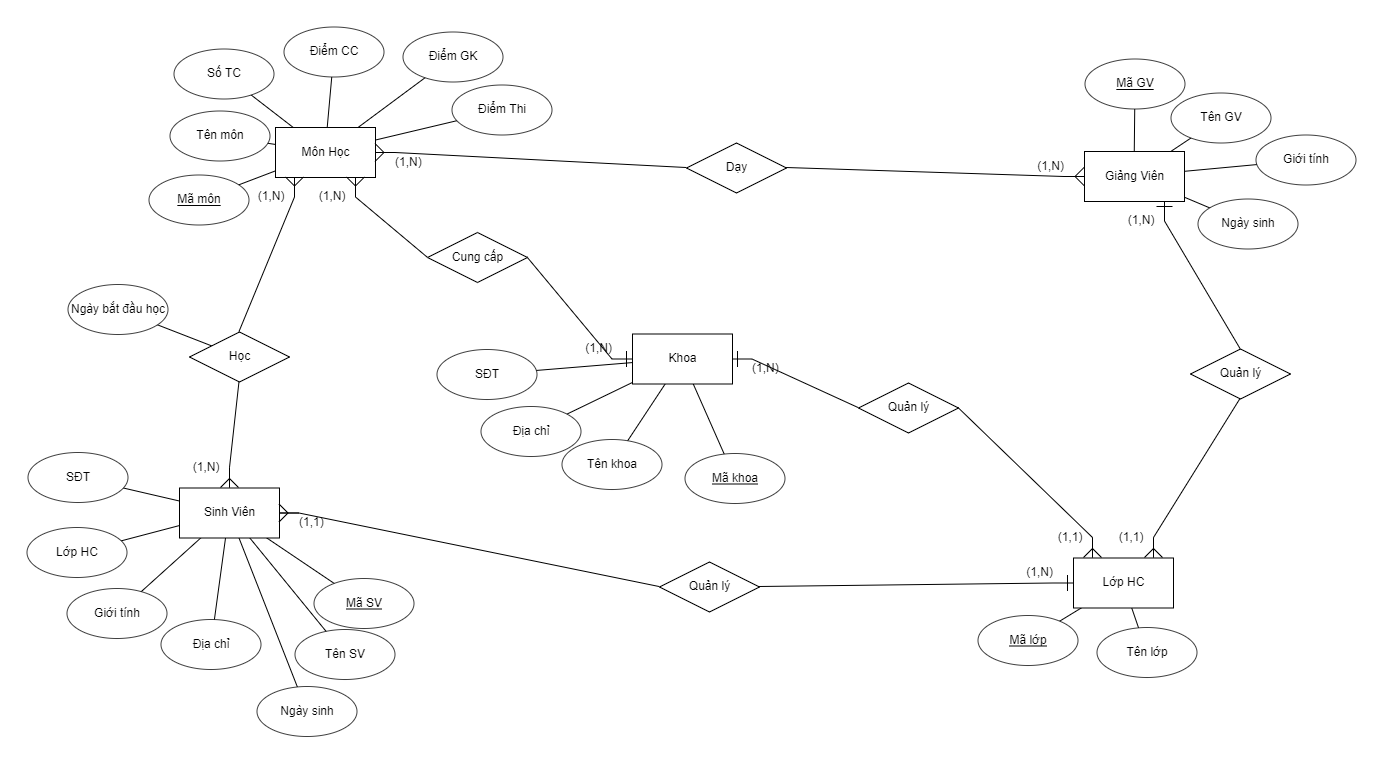 Điểm CC
Điểm GK
Số TC
Mã GV
Điểm Thi
Tên GV
Tên môn
Môn Học
(1,N)
Dạy
(1,N)
Giảng Viên
Giới tính
Mã môn
(1,N)
(1,N)
(1,N)
Ngày sinh
Cung cấp
Ngày bắt đầu học
Học
(1,N)
Khoa
(1,N)
SĐT
Quản lý
Quản lý
Địa chỉ
Tên khoa
Mã khoa
(1,N)
SĐT
Sinh Viên
(1,1)
(1,1)
(1,1)
Lớp HC
Quản lý
(1,N)
Lớp HC
Mã SV
Giới tính
Địa chỉ
Tên SV
Mã lớp
Tên lớp
Ngày sinh